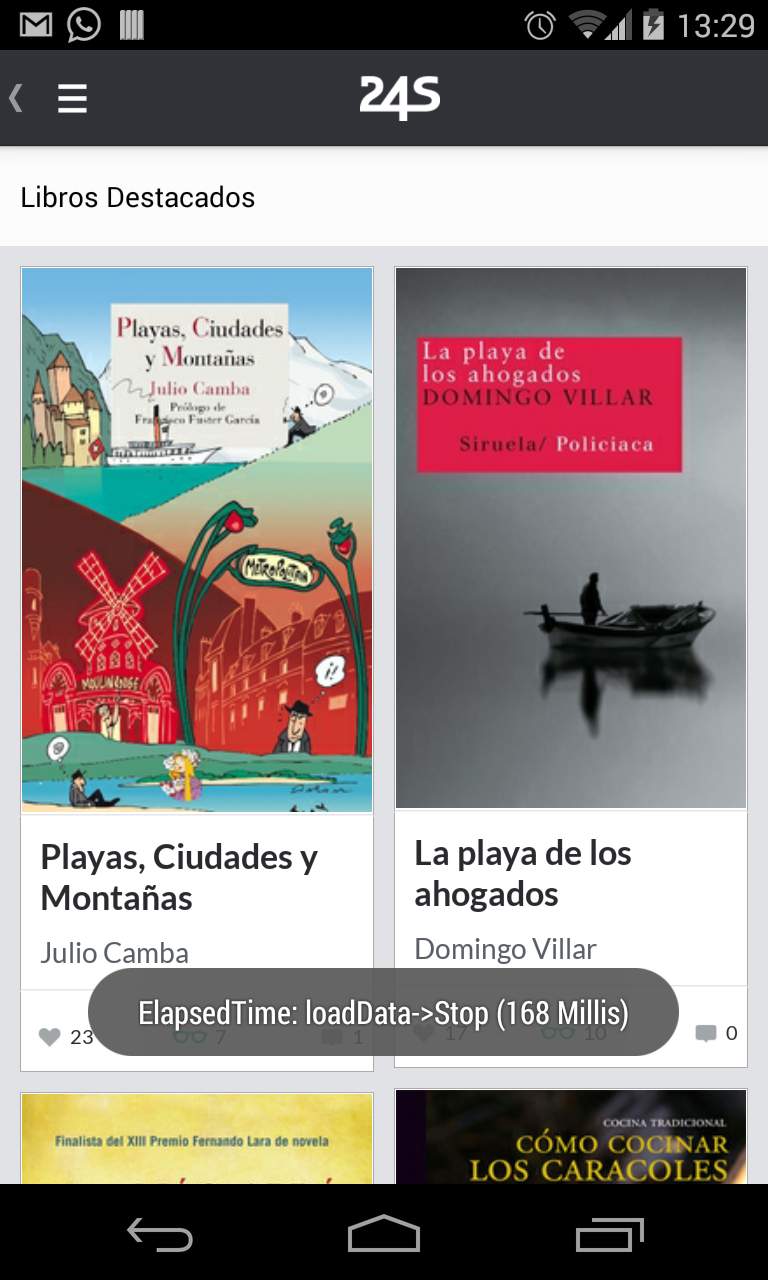 13:29
24S
Libros Destacados
Playas, Ciudades
y Montañas
Julio Camba
Prólogo de
Francisco Fuster García
METROPOLITAIN
MOULIN ROUGE
¡!
Playas, Ciudades y
Montañas
Julio Camba
23
7
1
La playa de
los ahogados
DOMINGO VILLAR
Siruela/ Policiaca
La playa de los
ahogados
Domingo Villar
17
10
0
ElapsedTime: loadData->Stop (168 Millis)
Finalista del XIII Premio Fernando Lara de novela
COCINA TRADICIONAL
CÓMO COCINAR
LOS CARACOLES